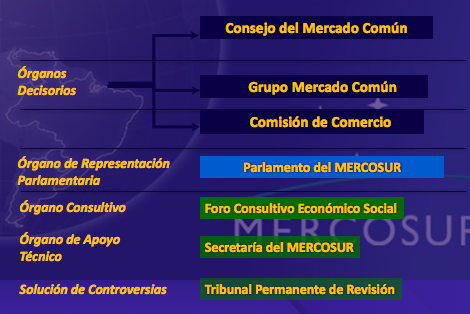 Consejo del Mercado Común
Órganos
Decisorios
Grupo Mercado Común
Comisión de Comercio
Órgano de Representación
Parlamentaria
Parlamento del MERCOSUR
Órgano Consultivo
Foro Consultivo Económico Social
MERCOSUR
Órgano de Apoyo
Técnico
Secretaría del MERCOSUR
Solución de Controversias
Tribunal Permanente de Revisión